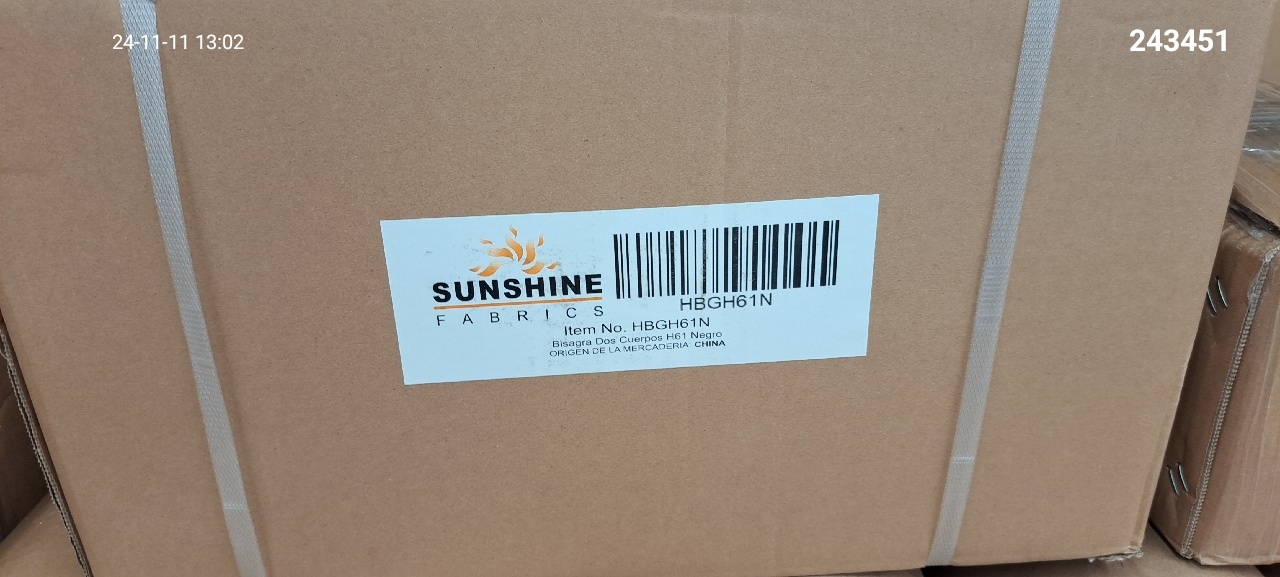 24-11-11 13:02
243451
SUNSHINE
FABRICS
HBGH61N
Item No. HBGH61N
Bisagra Dos Cuerpos H61 Negro
ORIGEN DE LA MERCADERIA: CHINA